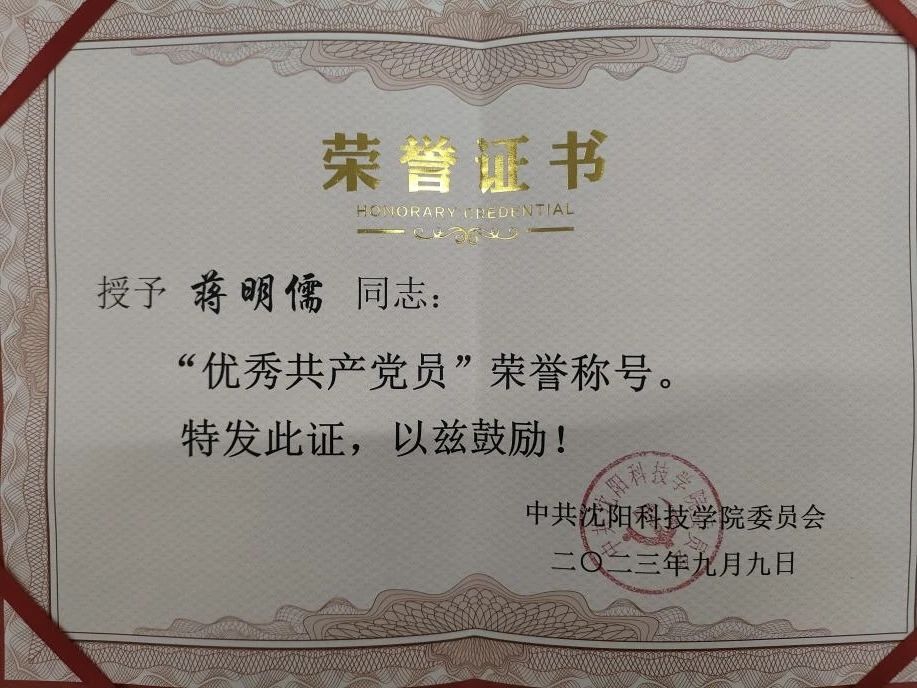 荣誉证书
HONORARY CREDENTIAL
授予 蒋明儒 同志：
“优秀共产党员”荣誉称号。
特发此证，以兹鼓励！
中共沈阳科技学院委员会
二〇二三年九月九日